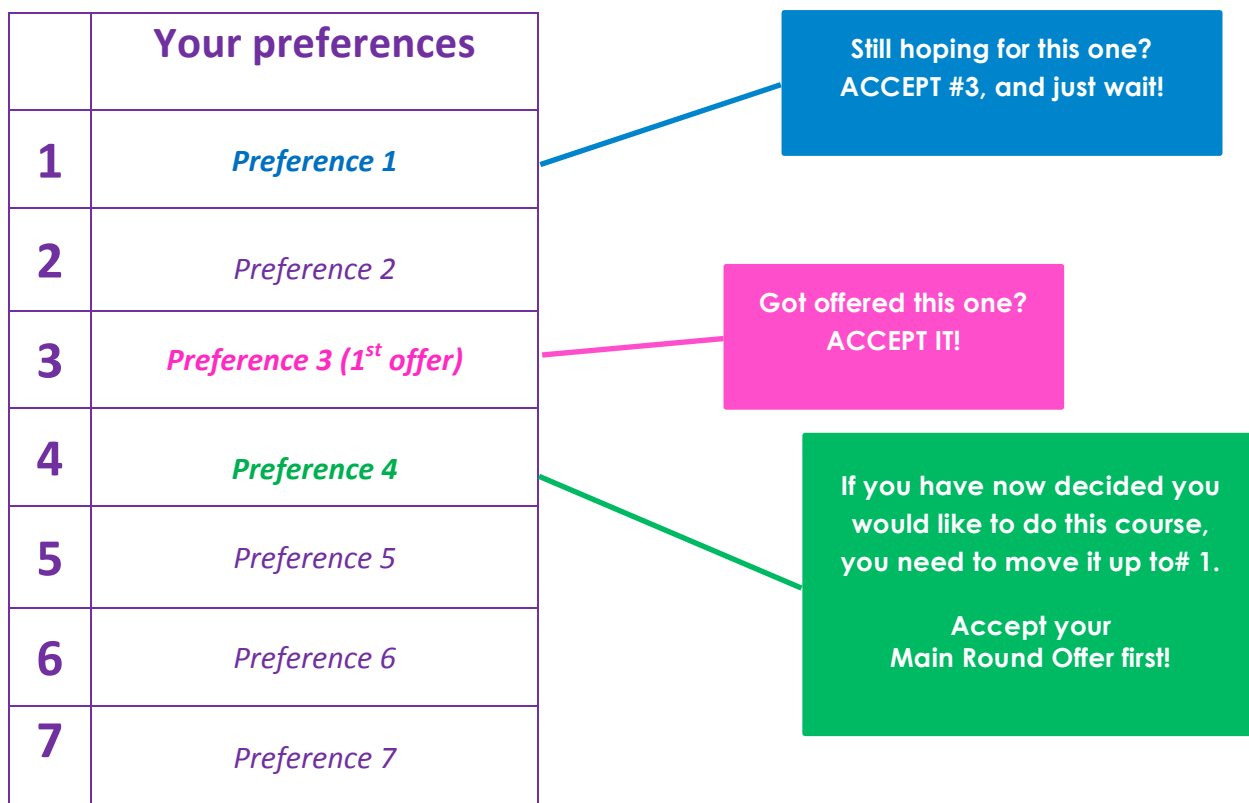 Your preferences
1 Preference 1
2 Preference 2
3 Preference 3 (1st offer)
4 Preference 4
5 Preference 5
6 Preference 6
7 Preference 7
Still hoping for this one?
ACCEPT #3, and just wait!
Got offered this one?
ACCEPT IT!
If you have now decided you
would like to do this course,
you need to move it up to# 1.
Accept your
Main Round Offer first!